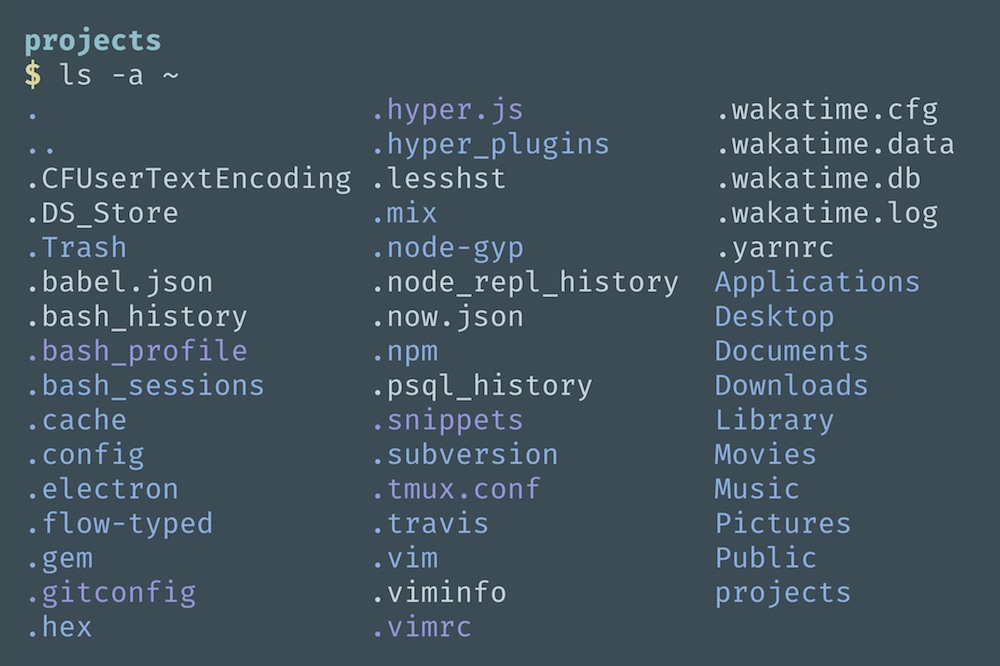 projects
$ ls -a ~
. .hyper.js .wakatime.cfg
.. .hyper_plugins .wakatime.data
.CFUserTextEncoding .lesshst .wakatime.db
.DS_Store .mix .wakatime.log
.Trash .node-gyp .yarnrc
.babel.json .node_repl_history Applications
.bash_history .now.json Desktop
.bash_profile .npm Documents
.bash_sessions .psql_history Downloads
.cache .snippets Library
.config .subversion Movies
.electron .tmux.conf Music
.flow-typed .travis Pictures
.gem .vim Public
.gitconfig .viminfo projects
.hex .vimrc